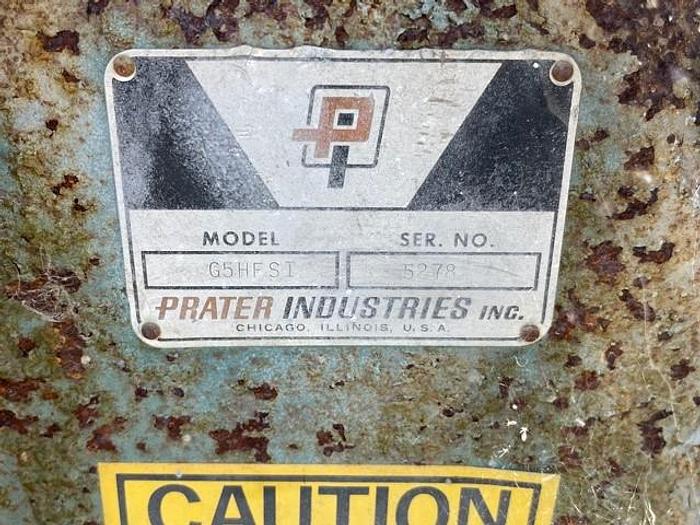 P
MODEL SER. NO.
G5HFSI 5278
PRATER INDUSTRIES INC.
CHICAGO, ILLINOIS, U.S.A.
CAUTION